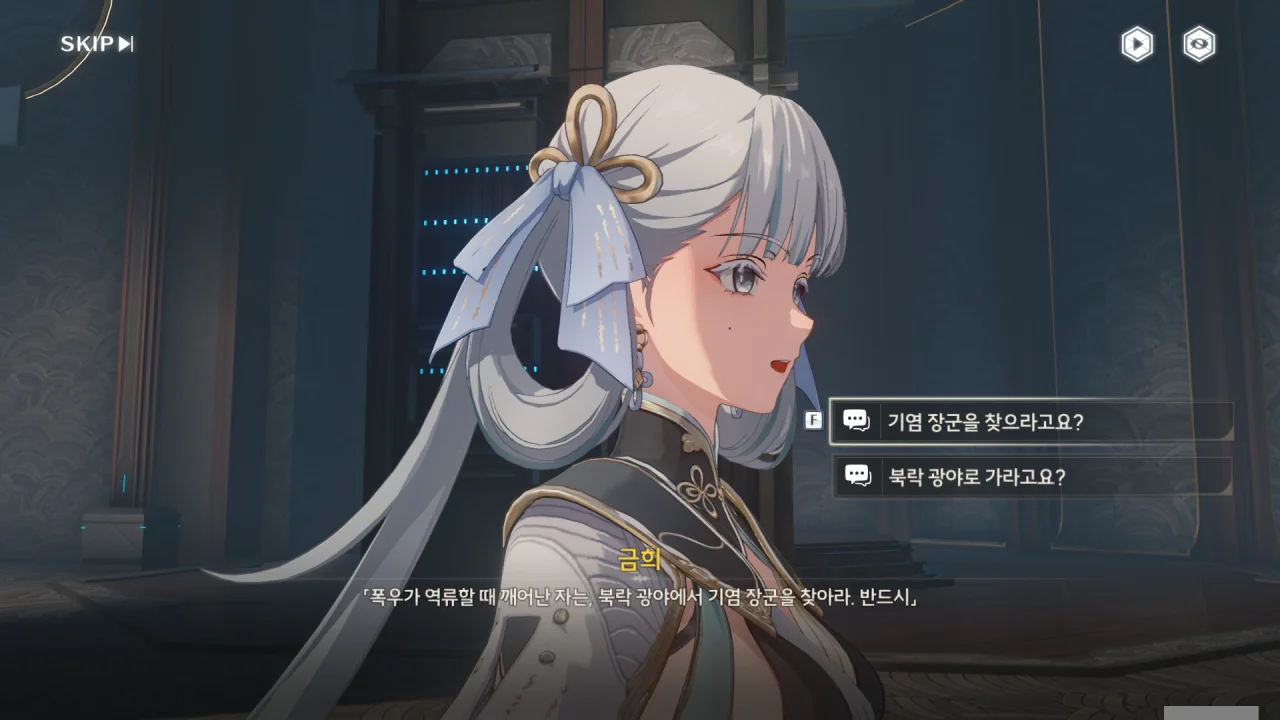 SKIP
F
기염 장군을 찾으라고요?
북락 광야로 가라고요?
금희
「폭우가 역류할 때 깨어난 자는, 북락 광야에서 기염 장군을 찾아라. 반드시」